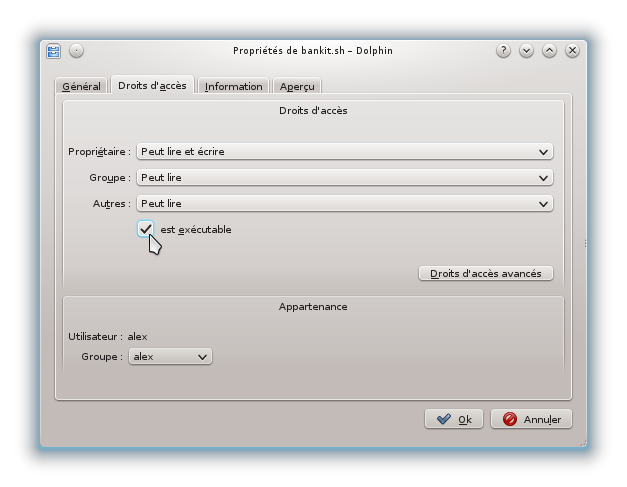 Propriétés de bankit.sh – Dolphin
Général Droits d'accès Information Aperçu
Droits d'accès
Propriétaire : Peut lire et écrire
Groupe : Peut lire
Autres : Peut lire
est exécutable
Droits d'accès avancés
Appartenance
Utilisateur : alex
Groupe : alex
Ok Annuler